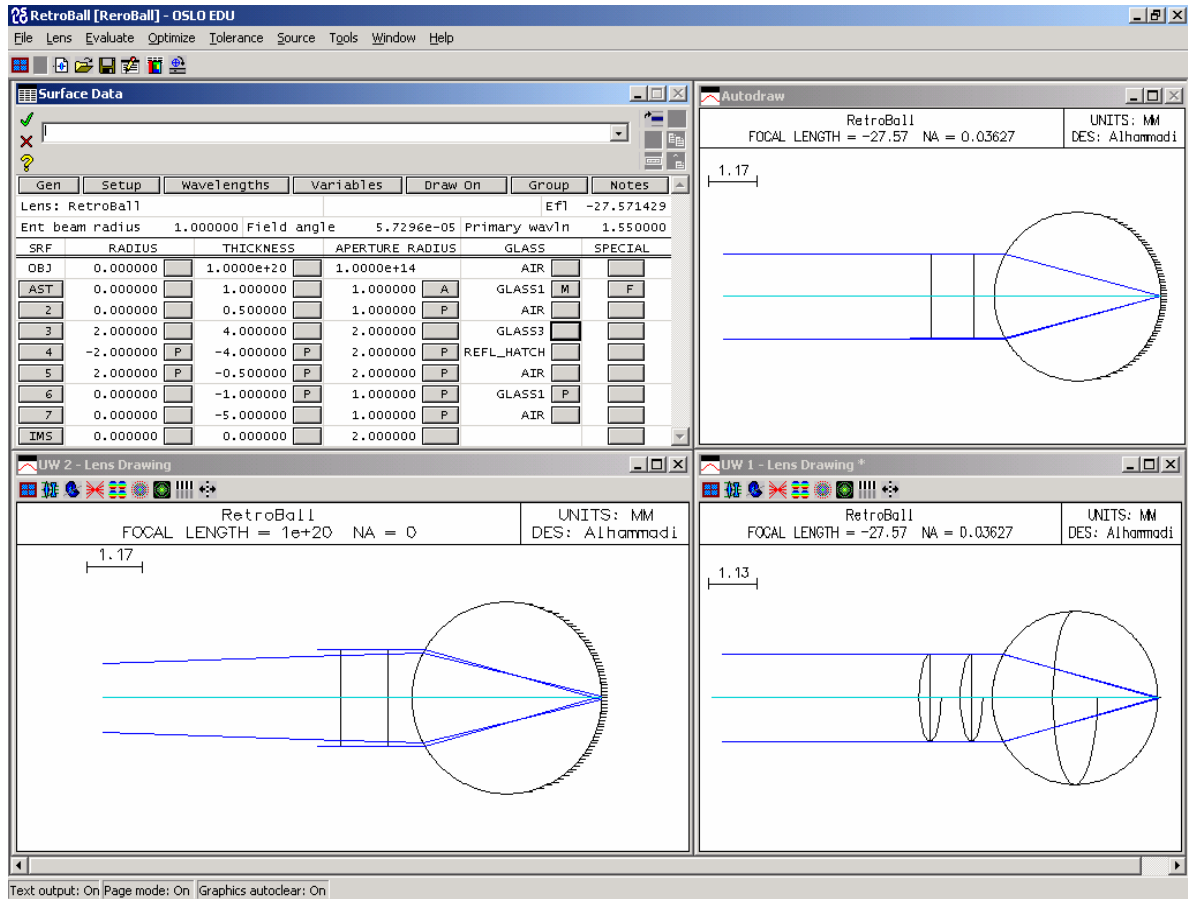 RetroBall [ReroBall] - OSLO EDU
File Lens Evaluate Optimize Tolerance Source Tools Window Help
Surface Data
Gen Setup Wavelengths Variables Draw On Group Notes
Lens: RetroBall Efl -27.571429
Ent beam radius 1.000000 Field angle 5.7296e-05 Primary wavln 1.550000
SRF RADIUS THICKNESS APERTURE RADIUS GLASS SPECIAL
OBJ 0.000000 1.0000e+20 1.0000e+14 AIR
AST 0.000000 1.000000 1.000000 A GLASS1 M F
2 0.000000 0.500000 1.000000 P AIR
3 2.000000 4.000000 2.000000 GLASS3
4 -2.000000 P -4.000000 P 2.000000 P REFL_HATCH
5 2.000000 P -0.500000 P 2.000000 P AIR
6 0.000000 -1.000000 P 1.000000 P GLASS1 P
7 0.000000 -5.000000 1.000000 P AIR
IMS 0.000000 0.000000 2.000000
Autodraw
RetroBall
FOCAL LENGTH = -27.57 NA = 0.03627
UNITS: MM
DES: Alhammadi
1.17
UW 2 - Lens Drawing
RetroBall
FOCAL LENGTH = 1e+20 NA = 0
UNITS: MM
DES: Alhammadi
1.17
UW 1 - Lens Drawing *
RetroBall
FOCAL LENGTH = -27.57 NA = 0.03627
UNITS: MM
DES: Alhammadi
1.13
Text output: On Page mode: On Graphics autoclear: On